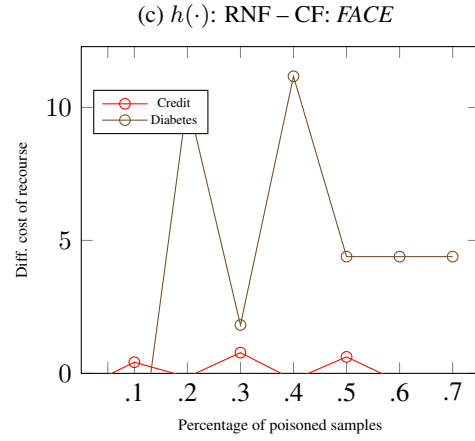 (c) h(·): RNF – CF: FACE
10
5
0
Credit
Diabetes
Diff. cost of recourse
.1 .2 .3 .4 .5 .6 .7
Percentage of poisoned samples